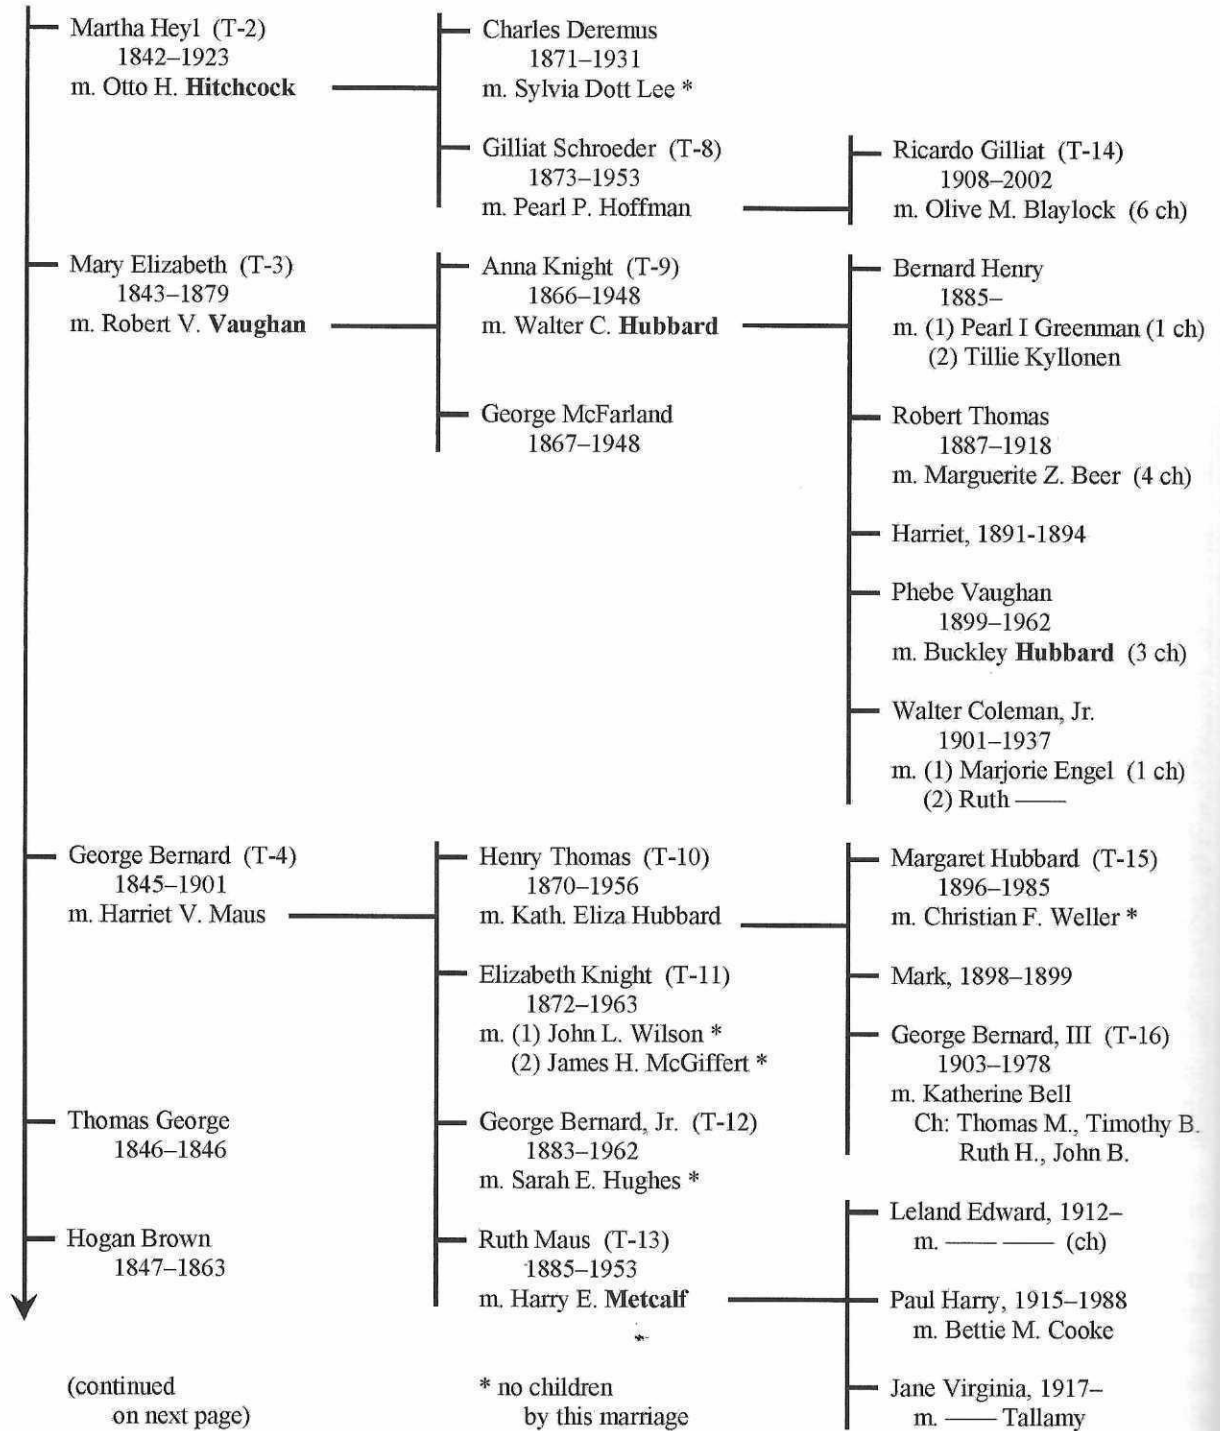 Martha Heyl (T-2)
1842–1923
m. Otto H. Hitchcock
Charles Deremus
1871–1931
m. Sylvia Dott Lee *
Gilliat Schroeder (T-8)
1873–1953
m. Pearl P. Hoffman
Ricardo Gilliat (T-14)
1908–2002
m. Olive M. Blaylock (6 ch)
Mary Elizabeth (T-3)
1843–1879
m. Robert V. Vaughan
Anna Knight (T-9)
1866–1948
m. Walter C. Hubbard
George McFarland
1867–1948
Bernard Henry
1885–
m. (1) Pearl I Greenman (1 ch)
(2) Tillie Kyllonen
Robert Thomas
1887–1918
m. Marguerite Z. Beer (4 ch)
Harriet, 1891-1894
Phebe Vaughan
1899–1962
m. Buckley Hubbard (3 ch)
Walter Coleman, Jr.
1901–1937
m. (1) Marjorie Engel (1 ch)
(2) Ruth ——
George Bernard (T-4)
1845–1901
m. Harriet V. Maus
Thomas George
1846–1846
Hogan Brown
1847–1863
Henry Thomas (T-10)
1870–1956
m. Kath. Eliza Hubbard
Elizabeth Knight (T-11)
1872–1963
m. (1) John L. Wilson *
(2) James H. McGiffert *
George Bernard, Jr. (T-12)
1883–1962
m. Sarah E. Hughes *
Ruth Maus (T-13)
1885–1953
m. Harry E. Metcalf
Margaret Hubbard (T-15)
1896–1985
m. Christian F. Weller *
Mark, 1898–1899
George Bernard, III (T-16)
1903–1978
m. Katherine Bell
Ch: Thomas M., Timothy B.
Ruth H., John B.
Leland Edward, 1912–
m. —— —— (ch)
Paul Harry, 1915–1988
m. Bettie M. Cooke
Jane Virginia, 1917–
m. —— Tallamy
(continued
on next page)
* no children
by this marriage